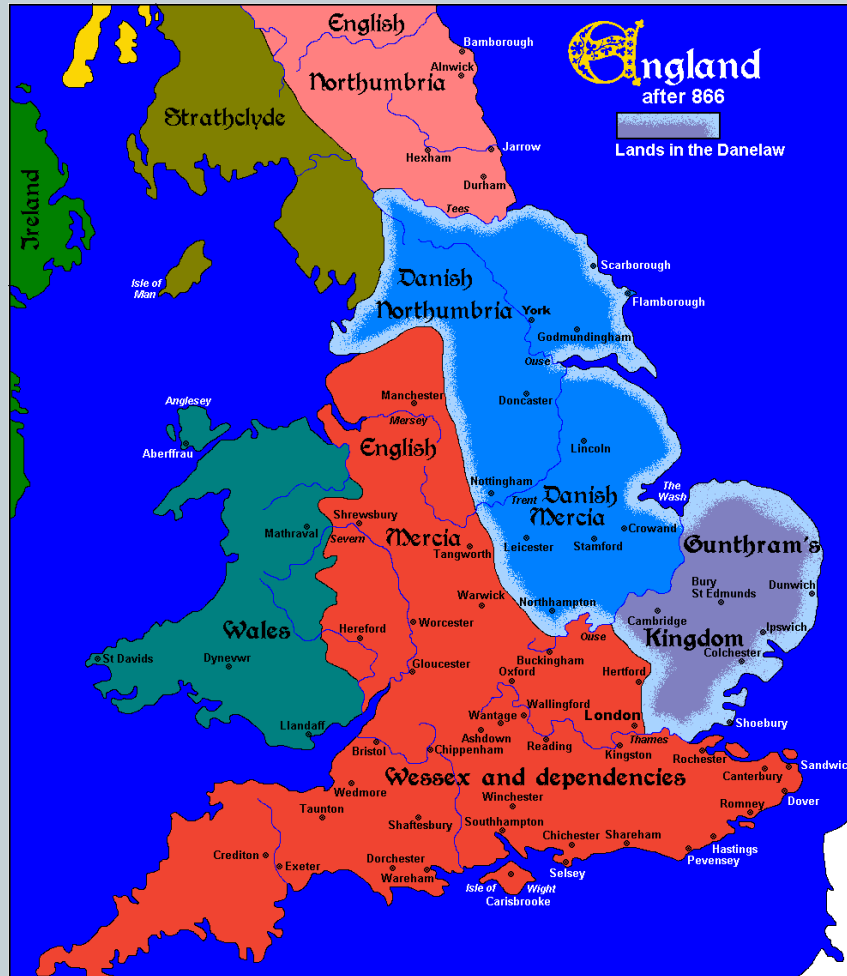 England
after 866
Lands in the Danelaw
English
Northumbria
Bamborough
Alnwick
Strathclyde
Hexham
Jarrow
Durham
Tees
Ireland
Isle of
Man
Danish
Northumbria
Scarborough
Flamborough
York
Godmundingham
Ouse
Manchester
Mersey
Doncaster
Anglesey
Aberffrau
English
Mercia
Lincoln
Nottingham
Trent
Danish
Mercia
The
Wash
Shrewsbury
Severn
Mathraval
Tangworth
Leicester
Stamford
Crowand
Gunthram's
Kingdom
Bury
St Edmunds
Dunwich
Warwick
Northhampton
Cambridge
Ipswich
Colchester
Wales
Hereford
Worcester
Ouse
Buckingham
St Davids
Dynevwr
Gloucester
Oxford
Hertford
Wallingford
Wantage
London
Shoebury
Llandaff
Ashdown
Reading
Thames
Kingston
Bristol
Chippenham
Rochester
Sandwic
Canterbury
Wessex and dependencies
Wedmore
Winchester
Dover
Taunton
Shaftesbury
Southhampton
Romney
Chichester
Shareham
Hastings
Pevensey
Crediton
Exeter
Dorchester
Wareham
Selsey
Isle of
Wight
Carisbrooke